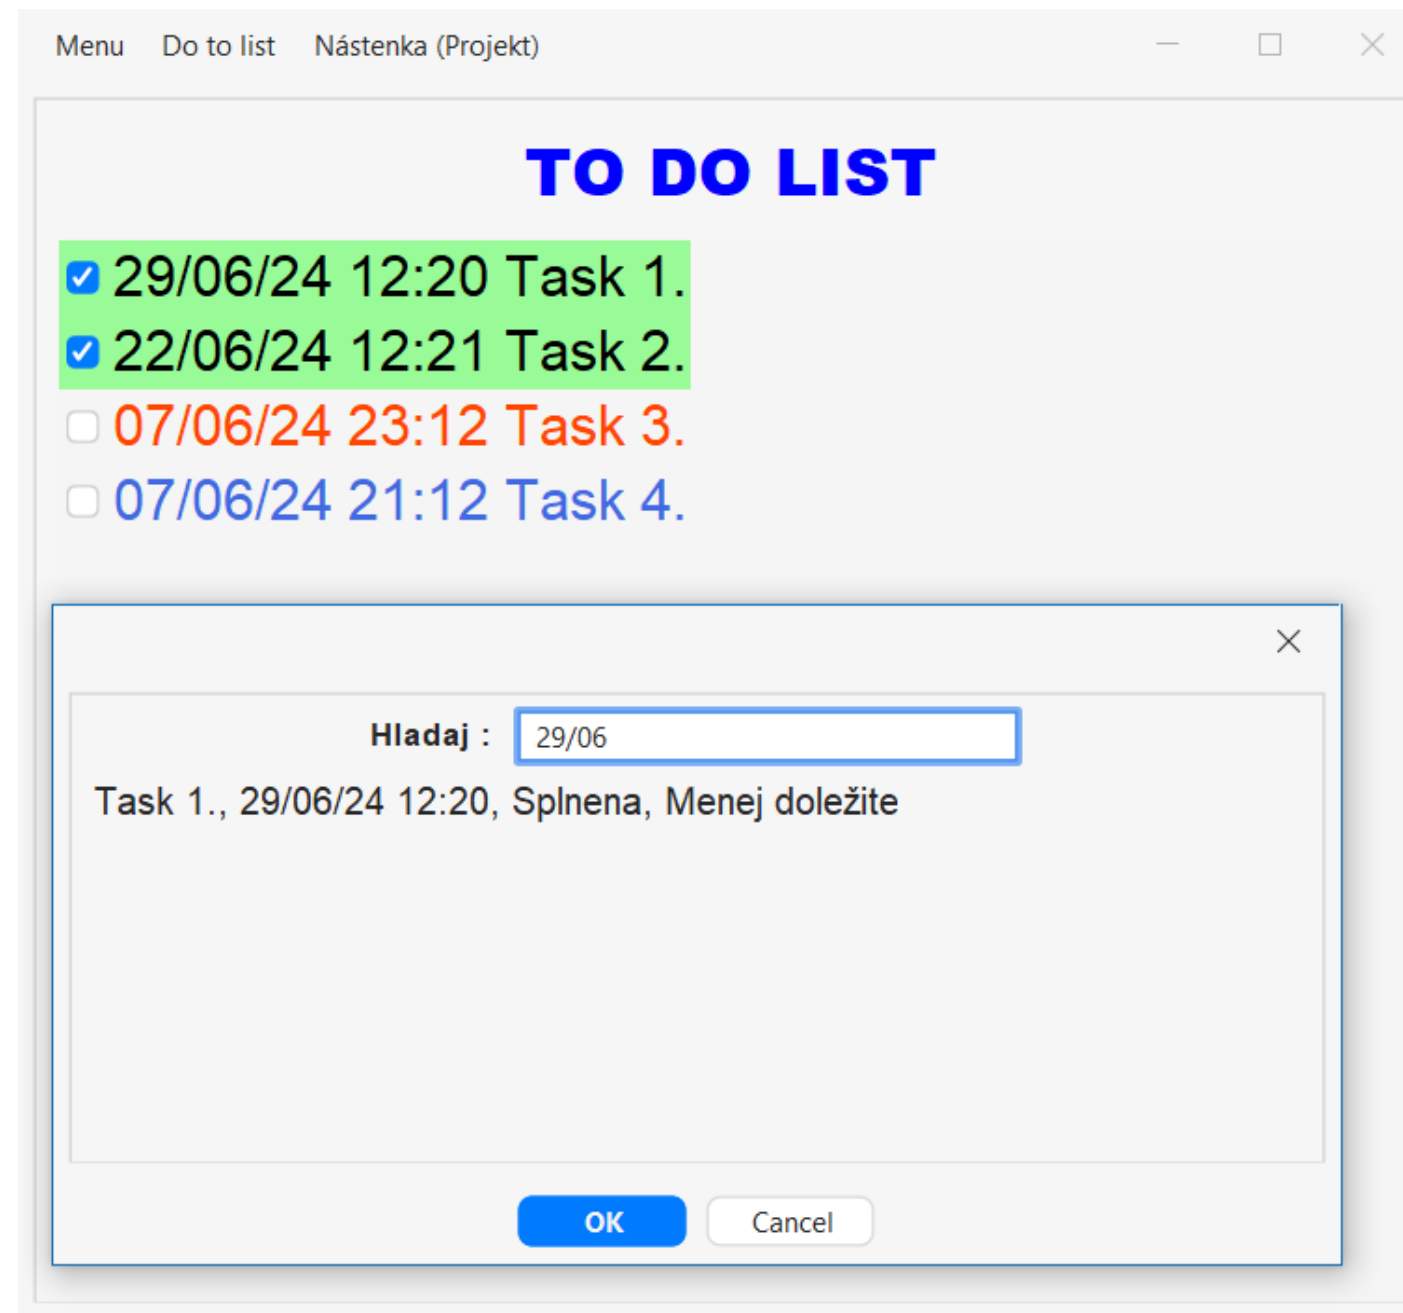 Menu Do to list Nástenka (Projekt)
TO DO LIST
29/06/24 12:20 Task 1.
22/06/24 12:21 Task 2.
07/06/24 23:12 Task 3.
07/06/24 21:12 Task 4.
Hladaj : 29/06
Task 1., 29/06/24 12:20, Splnena, Menej doležite
OK Cancel